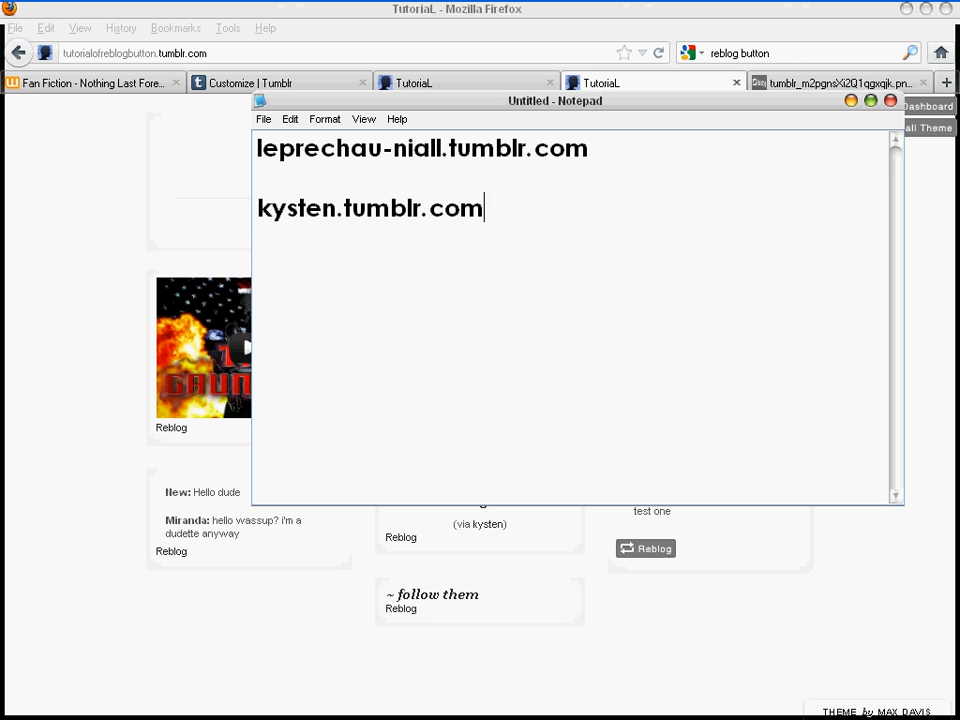 TutoriaL - Mozilla Firefox
File Edit View History Bookmarks Tools Help
tutorialofreblogbutton.tumblr.com
reblog button
Fan Fiction - Nothing Last Fore...
Customize | Tumblr
TutoriaL
TutoriaL
tumblr_m2pgnsXi2Q1qgxqjk.pn...
Untitled - Notepad
Dashboard
File Edit Format View Help
all Theme
leprechau-niall.tumblr.com
kysten.tumblr.com
Reblog
New: Hello dude
Miranda: hello wassup? i'm a
dudette anyway
Reblog
(via kysten)
Reblog
~ follow them
Reblog
test one
Reblog
THEME by MAX DAVIS